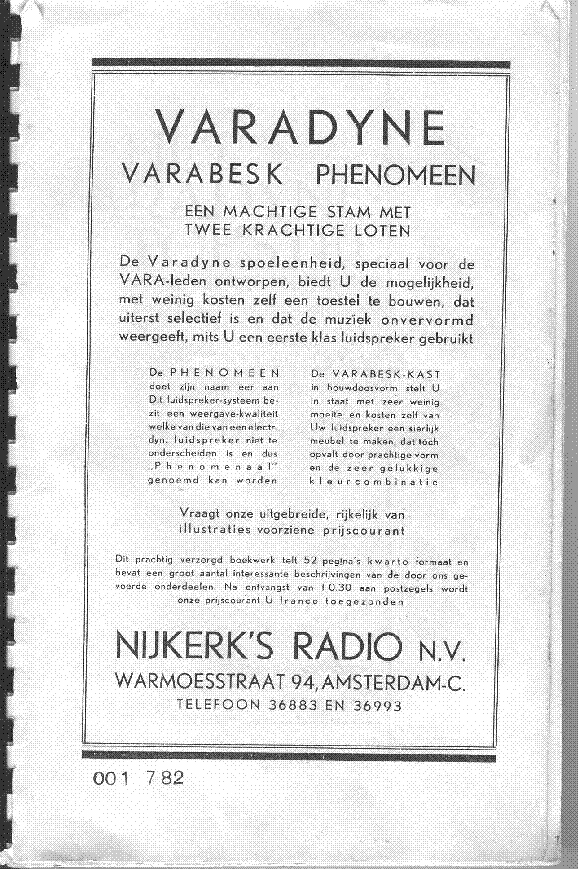 VARADYNE
VARABESK PHENOMEEN
EEN MACHTIGE STAM MET
TWEE KRACHTIGE LOTEN
De Varadyne spoeleenheid, speciaal voor de
VARA-leden ontworpen, biedt U de mogelijkheid,
met weinig kosten zelf een toestel te bouwen, dat
uiterst selectief is en dat de muziek onvervormd
weergeeft, mits U een eerste klas luidspreker gebruikt
De PHENOMEEN
doet zijn naam eer aan
Dit luidspreker-systeem be-
zit een weergave-kwaliteit
welke van die van een electr.
dyn. luidspreker niet te
onderscheiden is en dus
„Phenomenaal"
genoemd kan worden
De VARABESK-KAST
in bouwdoosvorm stelt U
in staat met zeer weinig
moeite en kosten zelf van
Uw luidspreker een sierlijk
meubel te maken, dat toch
opvalt door prachtige vorm
en de zeer gelukkige
kleurcombinatie
Vraagt onze uitgebreide, rijkelijk van
illustraties voorziene prijscourant
Dit prachtig verzorgd boekwerk telt 52 pagina's kwarto formaat en
bevat een groot aantal interessante beschrijvingen van de door ons ge-
voerde onderdeelen. Na ontvangst van f 0.30 aan postzegels wordt
onze prijscourant U franco toegezonden
NIJKERK'S RADIO N.V.
WARMOESSTRAAT 94, AMSTERDAM-C.
TELEFOON 36883 EN 36993
001 782